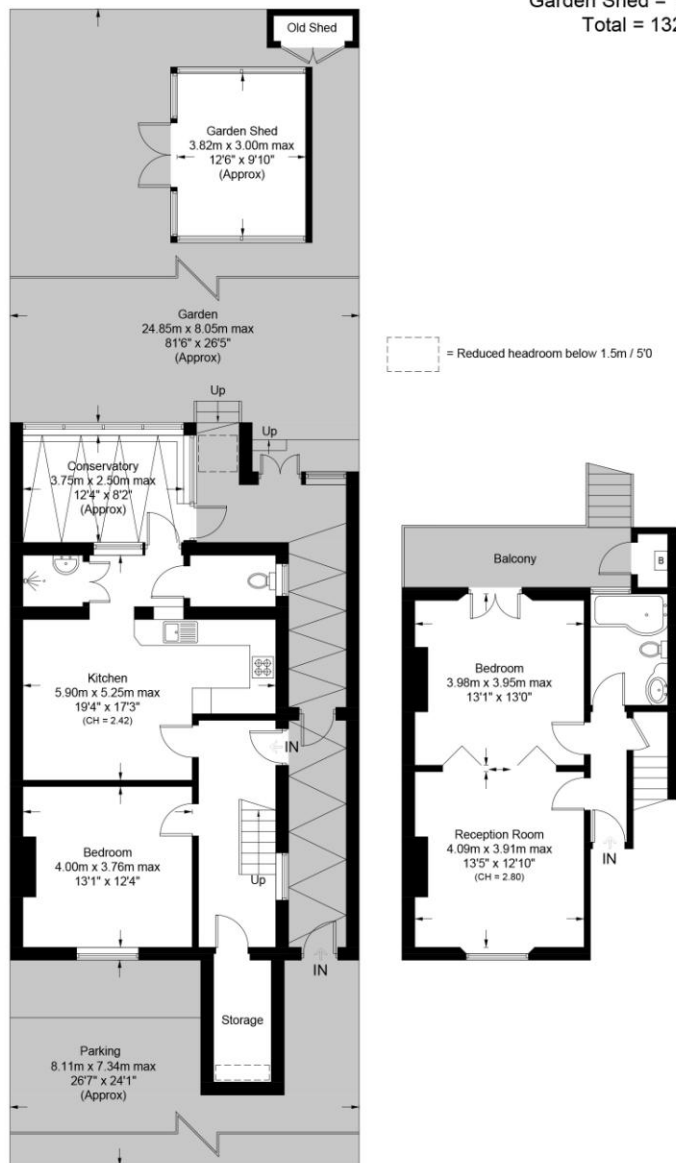 Garden Shed =
Total = 132
Old Shed
Garden Shed
3.82m x 3.00m max
12'6" x 9'10"
(Approx)
Garden
24.85m x 8.05m max
81'6" x 26'5"
(Approx)
= Reduced headroom below 1.5m / 5'0
Up
Up
Conservatory
3.75m x 2.50m max
12'4" x 8'2"
(Approx)
Balcony
B
Kitchen
5.90m x 5.25m max
19'4" x 17'3"
(CH = 2.42)
IN
Bedroom
3.98m x 3.95m max
13'1" x 13'0"
Bedroom
4.00m x 3.76m max
13'1" x 12'4"
Up
Reception Room
4.09m x 3.91m max
13'5" x 12'10"
(CH = 2.80)
IN
IN
Storage
Parking
8.11m x 7.34m max
26'7" x 24'1"
(Approx)